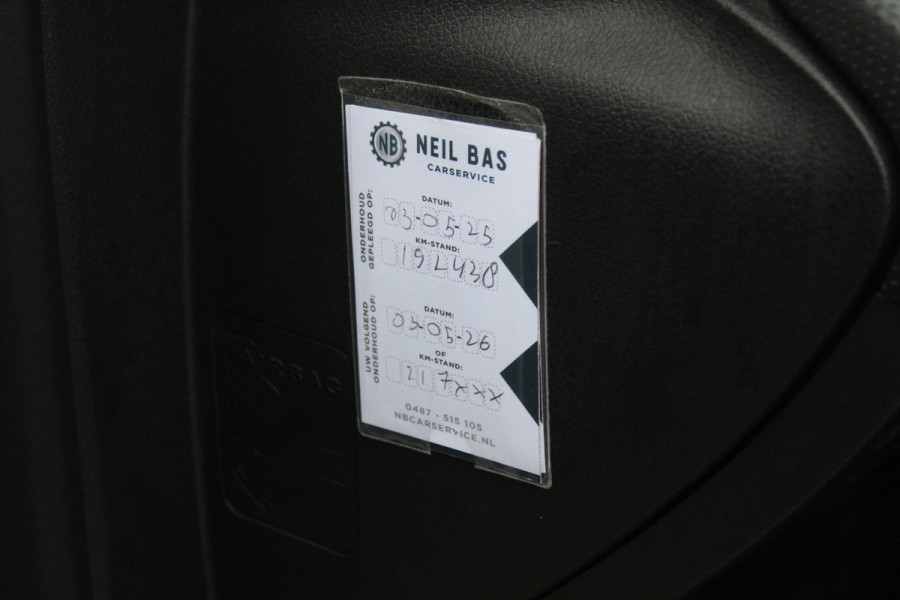 NB NEIL BAS
CARSERVICE
ONDERHOUD
GEPLEEGD OP:
DATUM:
03-05-25
KM-STAND:
192438
UW VOLGEND
ONDERHOUD OP:
DATUM:
03-05-26
OF
KM-STAND:
217xxx
0487 - 515 105
NBCARSERVICE.NL
AIRBAG